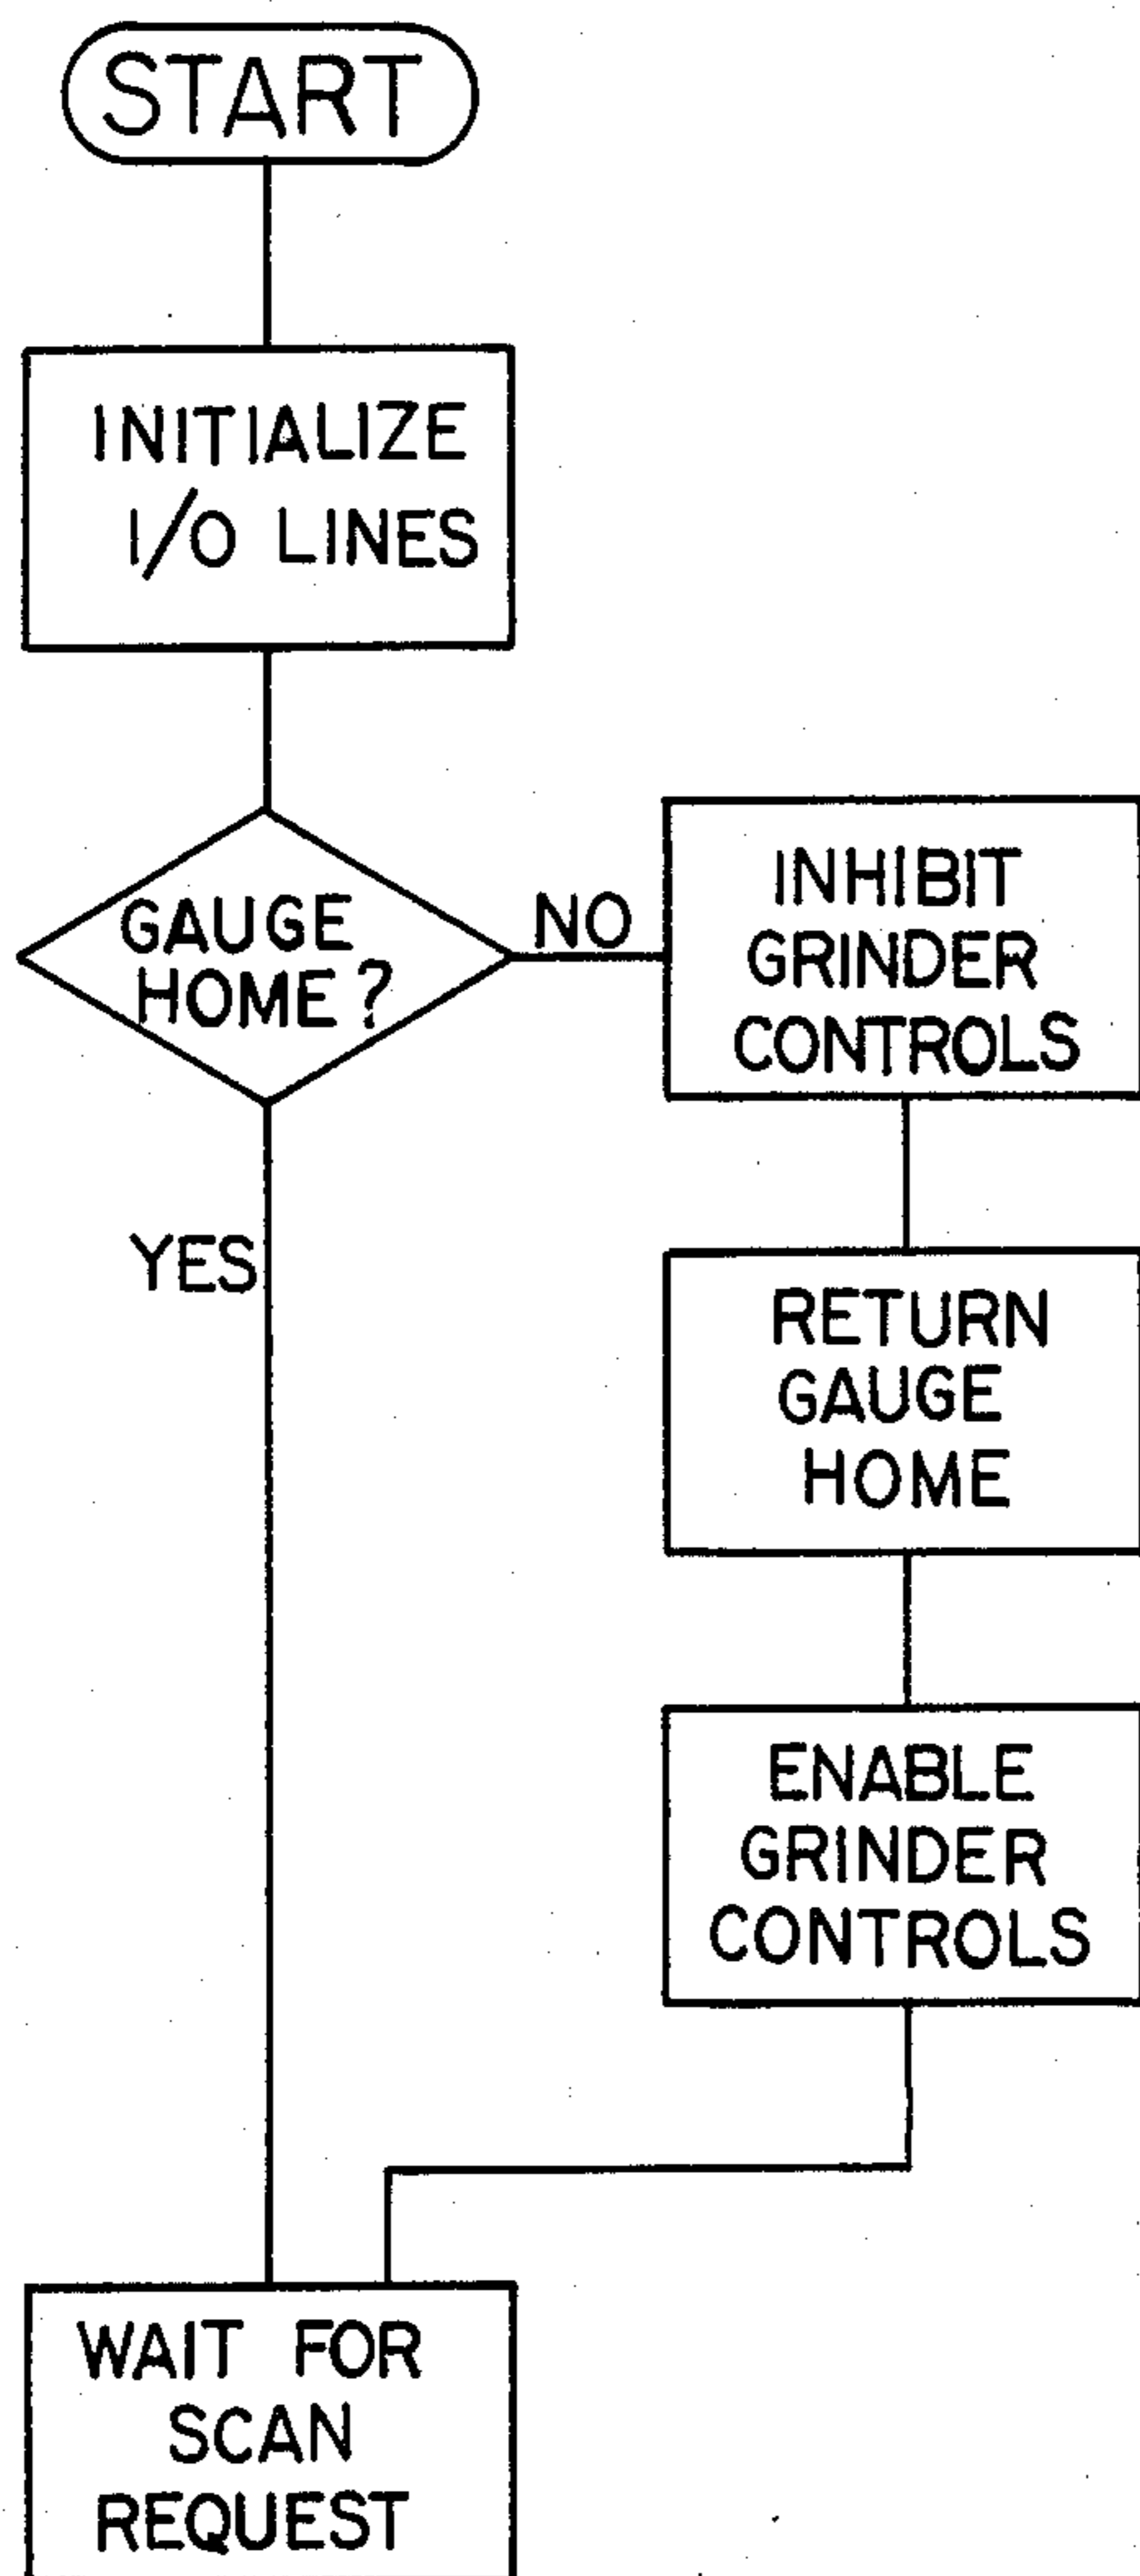 START
INITIALIZE
I/O LINES
GAUGE
HOME?
NO
INHIBIT
GRINDER
CONTROLS
YES
RETURN
GAUGE
HOME
ENABLE
GRINDER
CONTROLS
WAIT FOR
SCAN
REQUEST